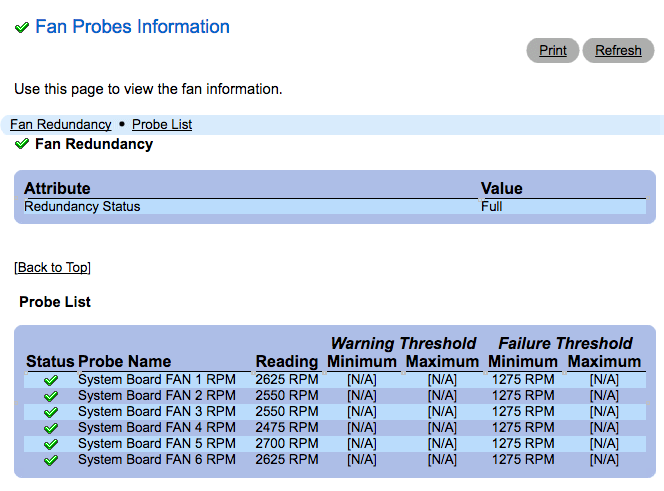 Fan Probes Information
Print Refresh
Use this page to view the fan information.
Fan Redundancy • Probe List
Fan Redundancy
Attribute Value
Redundancy Status Full
[Back to Top]
Probe List
Warning Threshold Failure Threshold
Status Probe Name Reading Minimum Maximum Minimum Maximum
System Board FAN 1 RPM 2625 RPM [N/A] [N/A] 1275 RPM [N/A]
System Board FAN 2 RPM 2550 RPM [N/A] [N/A] 1275 RPM [N/A]
System Board FAN 3 RPM 2550 RPM [N/A] [N/A] 1275 RPM [N/A]
System Board FAN 4 RPM 2475 RPM [N/A] [N/A] 1275 RPM [N/A]
System Board FAN 5 RPM 2700 RPM [N/A] [N/A] 1275 RPM [N/A]
System Board FAN 6 RPM 2625 RPM [N/A] [N/A] 1275 RPM [N/A]